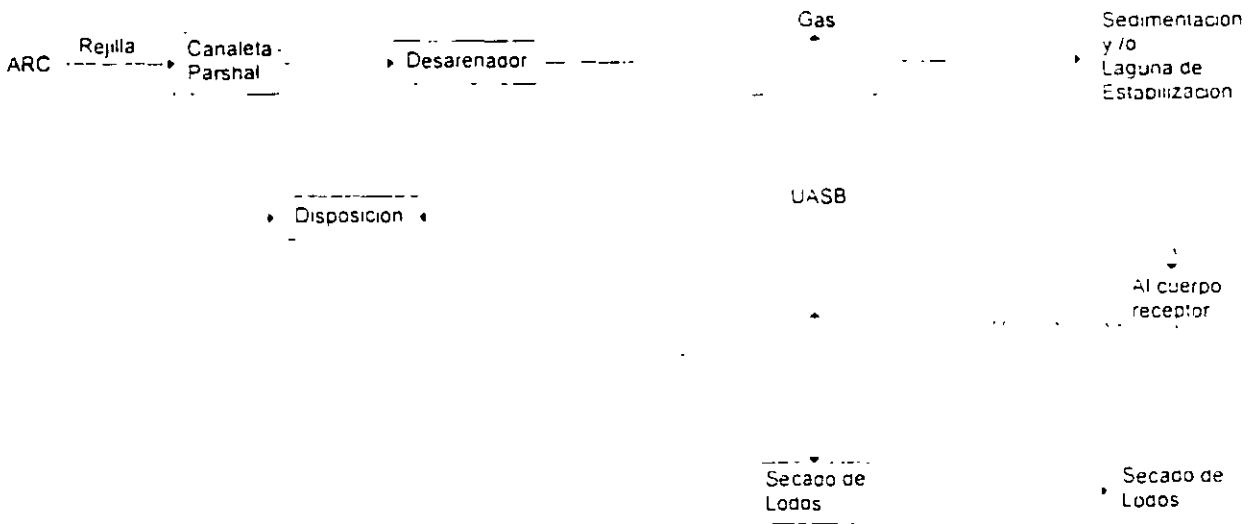 ARC
Rejilla
Canaleta
Parshal
Desarenador
Gas
Sedimentacion
y /o
Laguna de
Estabilizacion
Disposicion
UASB
Al cuerpo
receptor
Secado de
Lodos
Secado de
Lodos